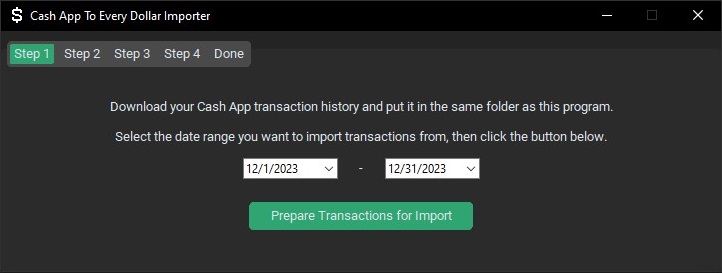 Cash App To Every Dollar Importer
Step 1 Step 2 Step 3 Step 4 Done
Download your Cash App transaction history and put it in the same folder as this program.
Select the date range you want to import transactions from, then click the button below.
12/1/2023 - 12/31/2023
Prepare Transactions for Import